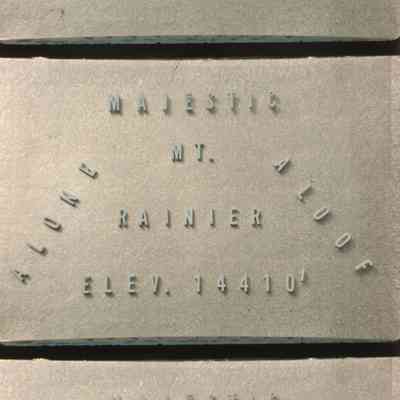 MAJESTIC
MT.
ALONE
ALOOF
RAINIER
ELEV. 14410'